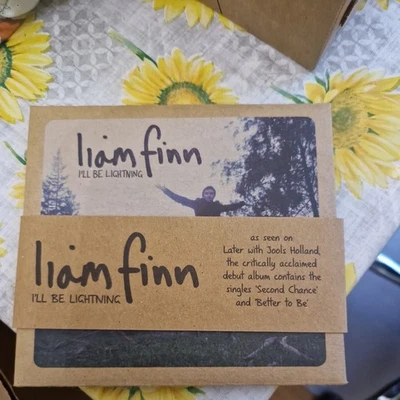 liam finn
I'LL BE LIGHTNING
liam finn
I'LL BE LIGHTNING
as seen on
Later with Jools Holland,
the critically acclaimed
debut album contains the
singles 'Second Chance'
and 'Better to Be'